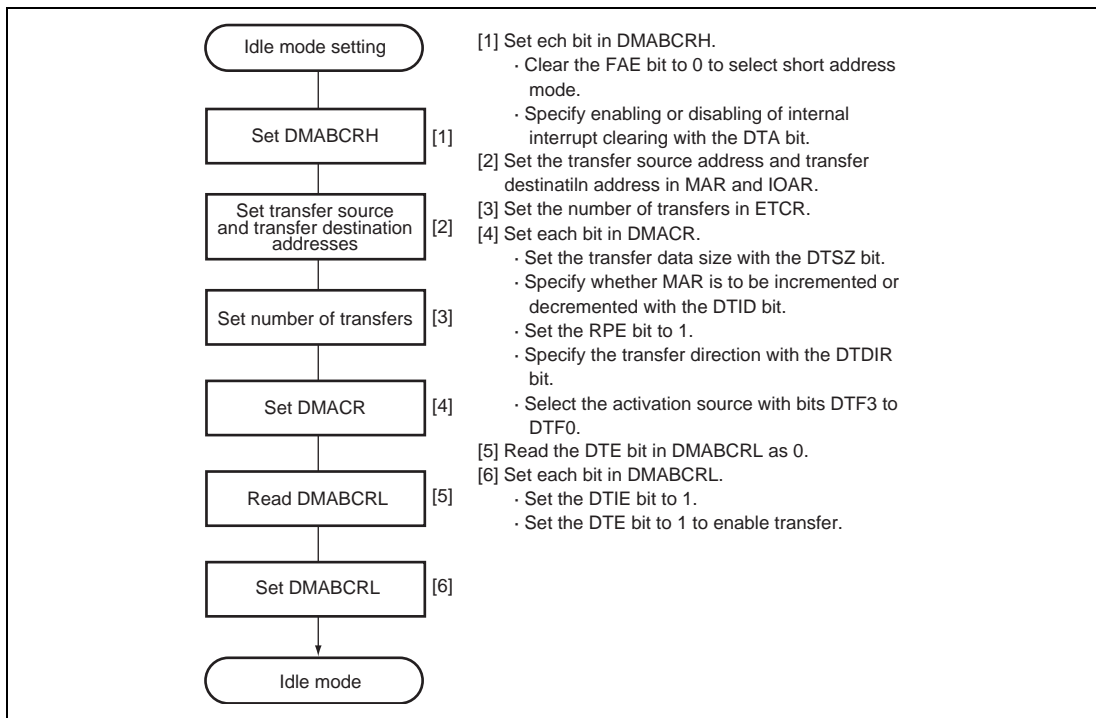 Idle mode setting
Set DMABCRH [1]
Set transfer source
and transfer destination
addresses
[2]
Set number of transfers [3]
Set DMACR [4]
Read DMABCRL [5]
Set DMABCRL [6]
Idle mode
[1] Set ech bit in DMABCRH.
· Clear the FAE bit to 0 to select short address
mode.
· Specify enabling or disabling of internal
interrupt clearing with the DTA bit.
[2] Set the transfer source address and transfer
destinatiln address in MAR and IOAR.
[3] Set the number of transfers in ETCR.
[4] Set each bit in DMACR.
· Set the transfer data size with the DTSZ bit.
· Specify whether MAR is to be incremented or
decremented with the DTID bit.
· Set the RPE bit to 1.
· Specify the transfer direction with the DTDIR
bit.
· Select the activation source with bits DTF3 to
DTF0.
[5] Read the DTE bit in DMABCRL as 0.
[6] Set each bit in DMABCRL.
· Set the DTIE bit to 1.
· Set the DTE bit to 1 to enable transfer.